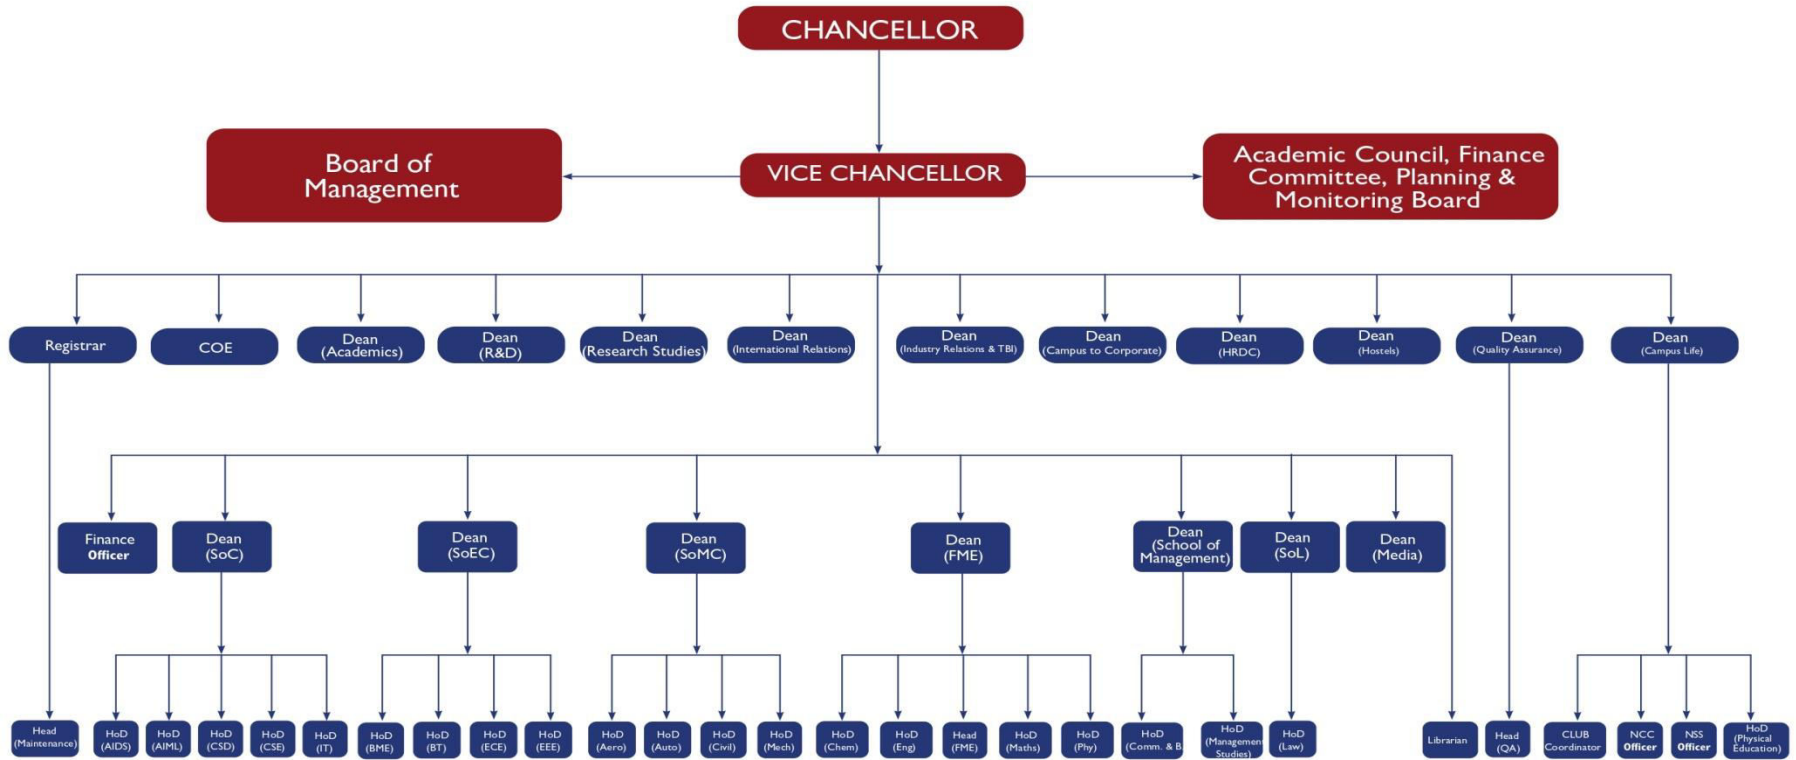 CHANCELLOR
Board of
Management
VICE CHANCELLOR
Academic Council, Finance
Committee, Planning &
Monitoring Board
Registrar
COE
Dean
(Academics)
Dean
(R&D)
Dean
(Research Studies)
Dean
(International Relations)
Dean
(Industry Relations & TBI)
Dean
(Campus to Corporate)
Dean
(HRDC)
Dean
(Hostels)
Dean
(Quality Assurance)
Dean
(Campus Life)
Finance
Officer
Dean
(SoC)
Dean
(SoEC)
Dean
(SoMC)
Dean
(FME)
Dean
(School of
Management)
Dean
(SoL)
Dean
(Media)
Head
(Maintenance)
HoD
(AIDS)
HoD
(AIML)
HoD
(CSD)
HoD
(CSE)
HoD
(IT)
HoD
(BME)
HoD
(BT)
HoD
(ECE)
HoD
(EEE)
HoD
(Aero)
HoD
(Auto)
HoD
(Civil)
HoD
(Mech)
HoD
(Chem)
HoD
(Eng)
Head
(FME)
HoD
(Maths)
HoD
(Phy)
HoD
(Comm. & B.
HoD
(Management
Studies)
HoD
(Law)
Librarian
Head
(QA)
CLUB
Coordinator
NCC
Officer
NSS
Officer
HoD
(Physical
Education)